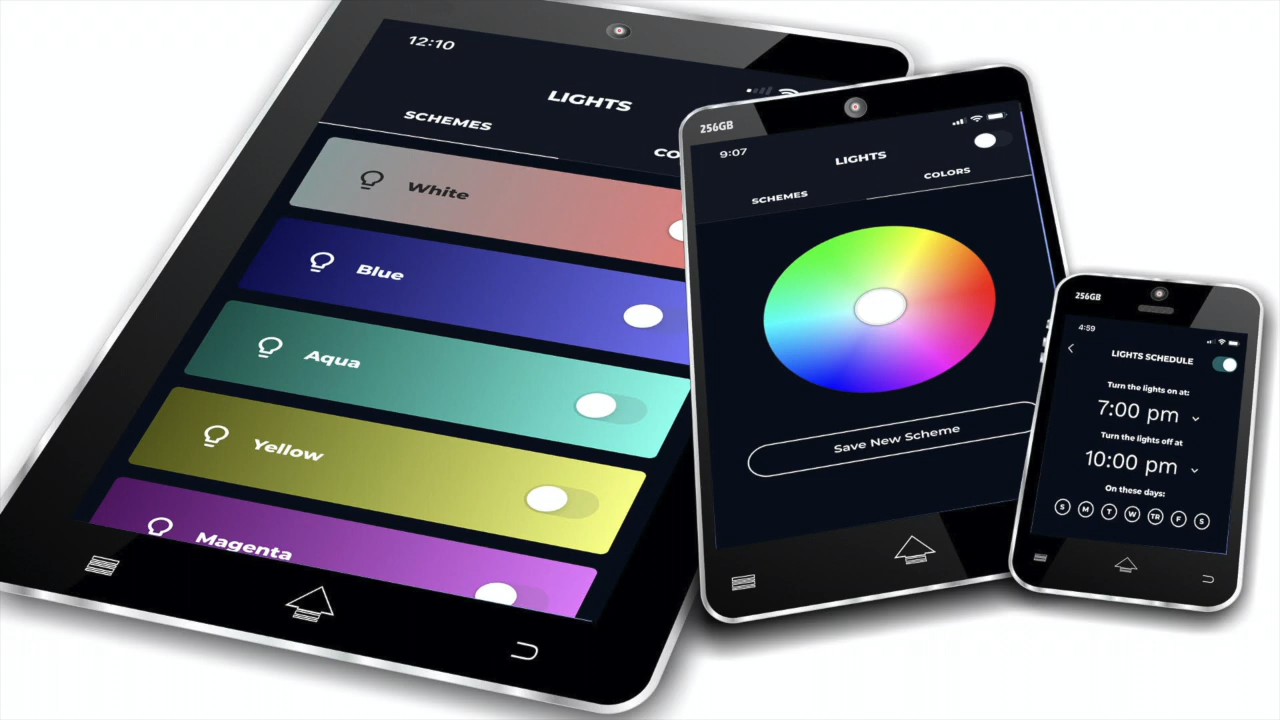 12:10
LIGHTS
SCHEMES
CO
White
Blue
Aqua
Yellow
Magenta
256GB
9:07
LIGHTS
SCHEMES
COLORS
Save New Scheme
256GB
4:59
LIGHTS SCHEDULE
Turn the lights on at:
7:00 pm
Turn the lights off at
10:00 pm
On these days:
S M T W TR F S